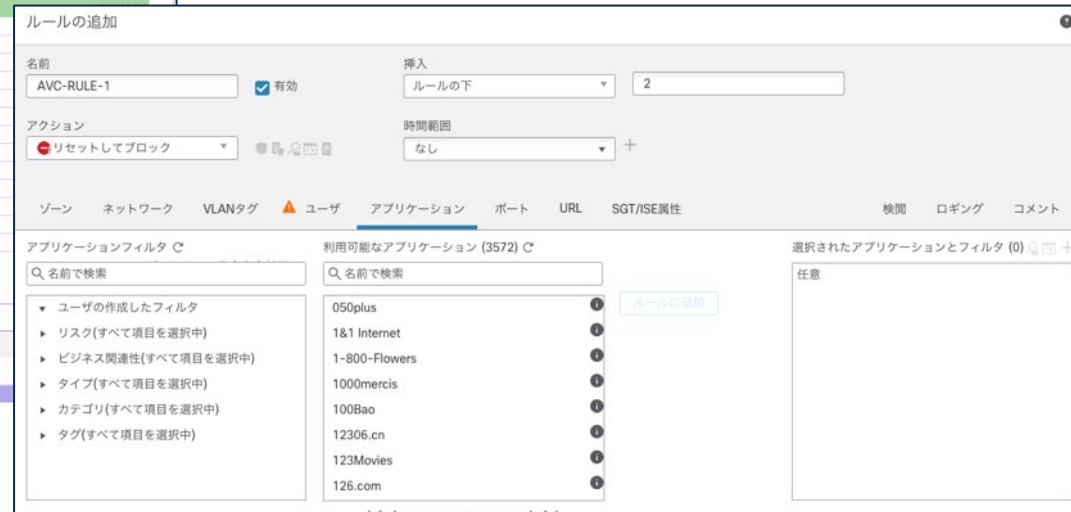 ルールの追加
名前
挿入
AVC-RULE-1
有効
ルールの下
2
アクション
時間範囲
リセットしてブロック
なし
ゾーン ネットワーク VLANタグ ユーザ アプリケーション ポート URL SGT/ISE属性 検閲 ロギング コメント
アプリケーションフィルタ
利用可能なアプリケーション (3572)
選択されたアプリケーションとフィルタ (0)
名前で検索
名前で検索
任意
ルールに追加
ユーザの作成したフィルタ
リスク(すべて項目を選択中)
ビジネス関連性(すべて項目を選択中)
タイプ(すべて項目を選択中)
カテゴリ(すべて項目を選択中)
タグ(すべて項目を選択中)
050plus
1&1 Internet
1-800-Flowers
1000mercis
100Bao
12306.cn
123Movies
126.com